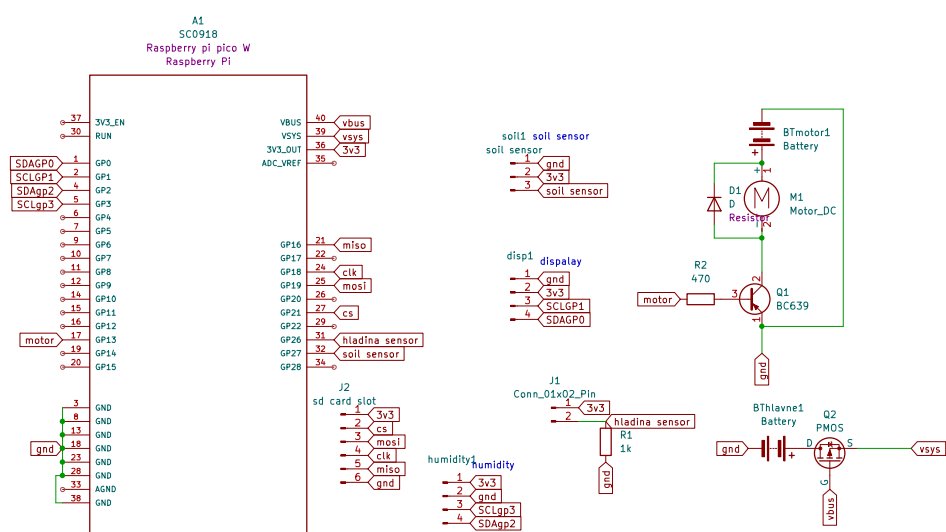 A1
SC0918
Raspberry pi pico W
Raspberry Pi
37 3V3_EN
30 RUN
SDAGP0 1 GP0
SCLGP1 2 GP1
SDAgp2 4 GP2
SCLgp3 5 GP3
6 GP4
7 GP5
9 GP6
10 GP7
11 GP8
12 GP9
14 GP10
15 GP11
16 GP12
motor 17 GP13
19 GP14
20 GP15
3 GND
8 GND
13 GND
gnd 18 GND
23 GND
28 GND
33 AGND
38 GND
VBUS 40 vbus
VSYS 39 vsys
3V3_OUT 36 3v3
ADC_VREF 35
GP16 21 miso
GP17 22
GP18 24 clk
GP19 25 mosi
GP20 26
GP21 27 cs
GP22 29
GP26 31 hladina sensor
GP27 32 soil sensor
GP28 34
J2
sd card slot
1 3v3
2 cs
3 mosi
4 clk
5 miso
6 gnd
soil1 soil sensor
soil sensor
1 gnd
2 3v3
3 soil sensor
disp1 dispalay
1 gnd
2 3v3
3 SCLGP1
4 SDAGP0
J1
Conn_01x02_Pin
1 3v3
2 hladina sensor
R1
1k
gnd
humidity1 humidity
1 3v3
2 gnd
3 SCLgp3
4 SDAgp2
BTmotor1
Battery
+
+ 1
M
M1
Motor_DC
2
D1
D
Resistor
R2
470
motor
3
2
1
Q1
BC639
gnd
BThlavne1
Battery
gnd
+
Q2
PMOS
D
S
G
vsys
vbus